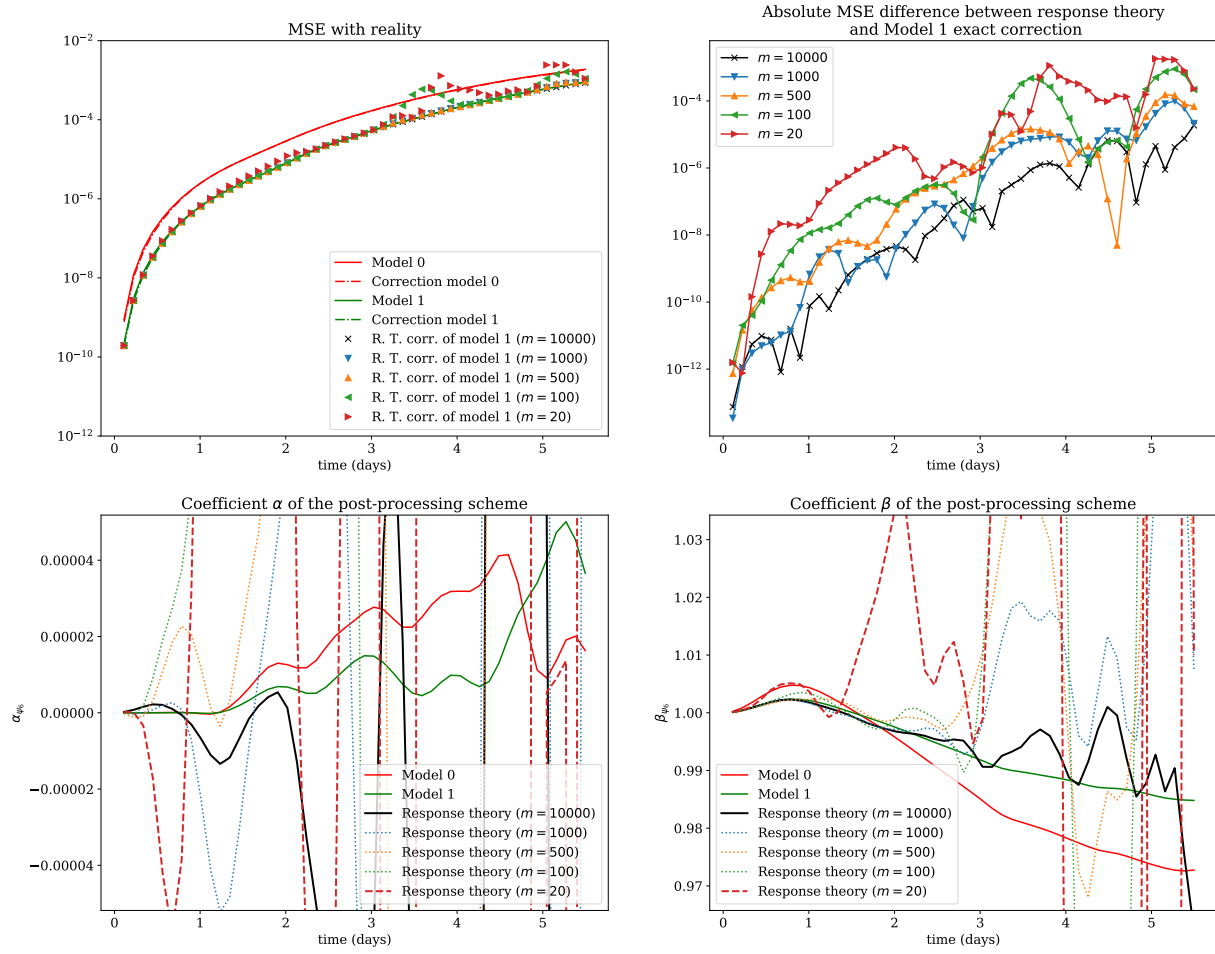 MSE with reality
10⁻²
10⁻⁴
10⁻⁶
10⁻⁸
10⁻¹⁰
10⁻¹²
Model 0
Correction model 0
Model 1
Correction model 1
R. T. corr. of model 1 (m = 10000)
R. T. corr. of model 1 (m = 1000)
R. T. corr. of model 1 (m = 500)
R. T. corr. of model 1 (m = 100)
R. T. corr. of model 1 (m = 20)
0 1 2 3 4 5
time (days)
Absolute MSE difference between response theory
and Model 1 exact correction
m = 10000
m = 1000
m = 500
m = 100
m = 20
10⁻⁴
10⁻⁶
10⁻⁸
10⁻¹⁰
10⁻¹²
0 1 2 3 4 5
time (days)
Coefficient α of the post-processing scheme
0.00004
0.00002
0.00000
−0.00002
−0.00004
α_ψ₆
Model 0
Model 1
Response theory (m = 10000)
Response theory (m = 1000)
Response theory (m = 500)
Response theory (m = 100)
Response theory (m = 20)
0 1 2 3 4 5
time (days)
Coefficient β of the post-processing scheme
1.03
1.02
1.01
1.00
0.99
0.98
0.97
β_ψ₆
Model 0
Model 1
Response theory (m = 10000)
Response theory (m = 1000)
Response theory (m = 500)
Response theory (m = 100)
Response theory (m = 20)
0 1 2 3 4 5
time (days)